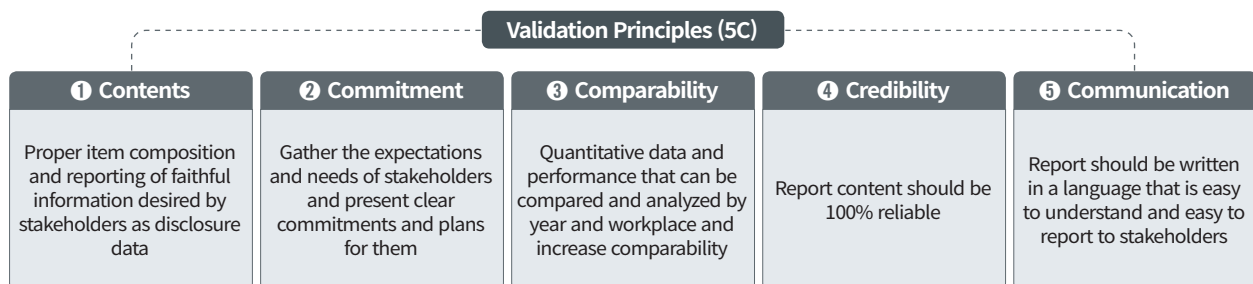 Validation Principles (5C)
❶ Contents
Proper item composition
and reporting of faithful
information desired by
stakeholders as disclosure
data
❷ Commitment
Gather the expectations
and needs of stakeholders
and present clear
commitments and plans
for them
❸ Comparability
Quantitative data and
performance that can be
compared and analyzed by
year and workplace and
increase comparability
❹ Credibility
Report content should be
100% reliable
❺ Communication
Report should be written
in a language that is easy
to understand and easy to
report to stakeholders